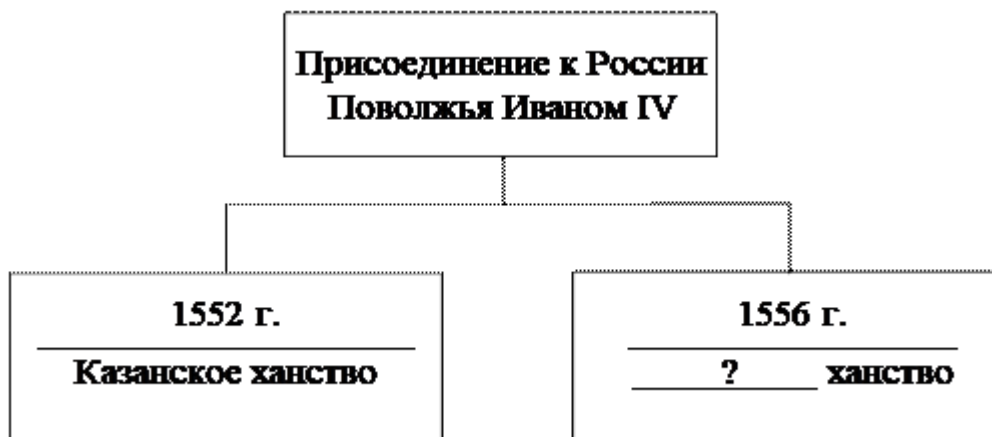 Присоединение к России
Поволжья Иваном IV
1552 г.
Казанское ханство
1556 г.
? ханство